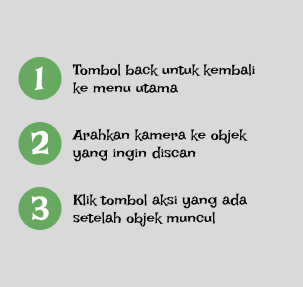 1 Tombol back untuk kembali
ke menu utama
2 Arahkan kamera ke objek
yang ingin discan
3 Klik tombol aksi yang ada
setelah objek muncul